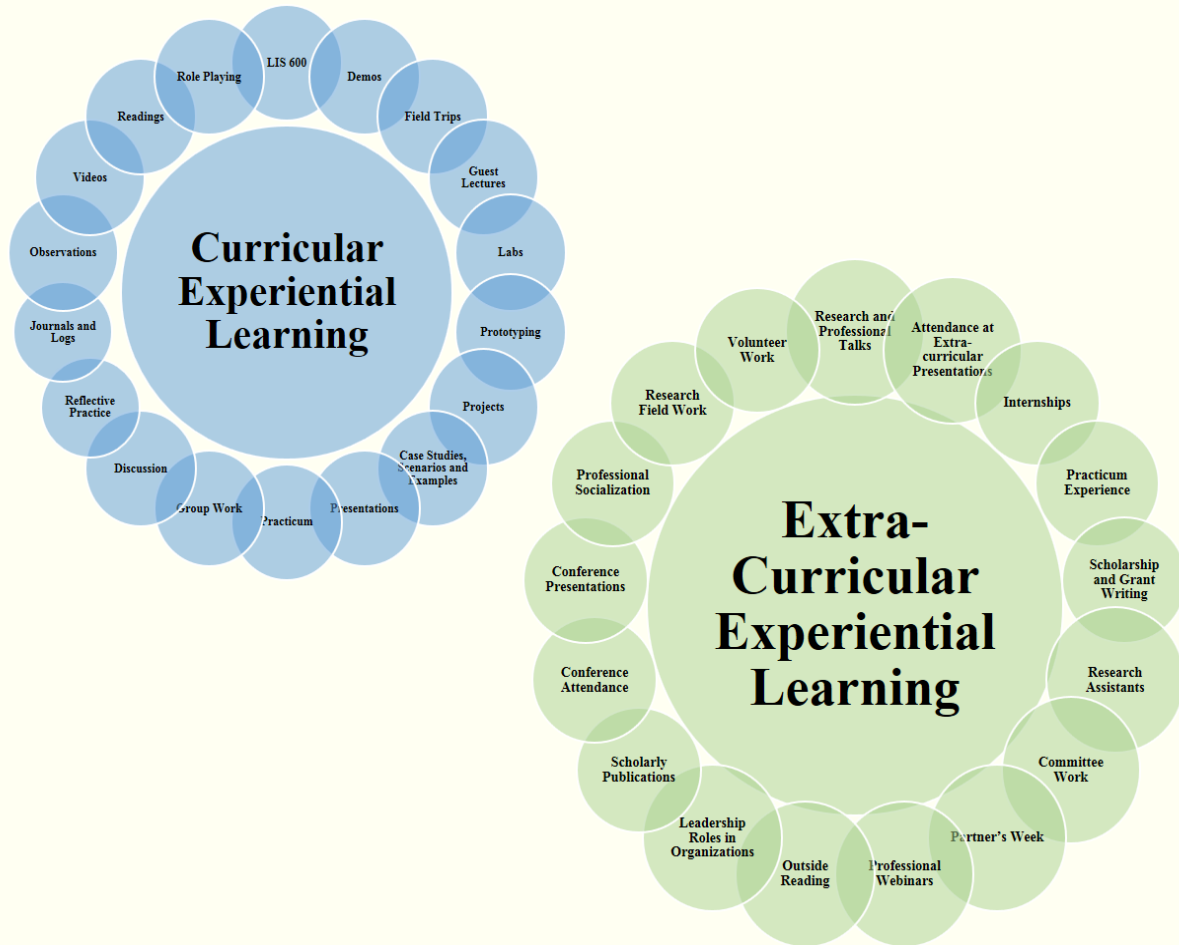 Curricular
Experiential
Learning
LIS 600
Demos
Field Trips
Guest
Lectures
Labs
Prototyping
Projects
Case Studies,
Scenarios and
Examples
Presentations
Practicum
Group Work
Discussion
Reflective
Practice
Journals and
Logs
Observations
Videos
Readings
Role Playing
Extra-
Curricular
Experiential
Learning
Research and
Professional
Talks
Attendance at
Extra-
curricular
Presentations
Internships
Practicum
Experience
Scholarship
and Grant
Writing
Research
Assistants
Committee
Work
Partner’s Week
Professional
Webinars
Outside
Reading
Leadership
Roles in
Organizations
Scholarly
Publications
Conference
Attendance
Conference
Presentations
Professional
Socialization
Research
Field Work
Volunteer
Work